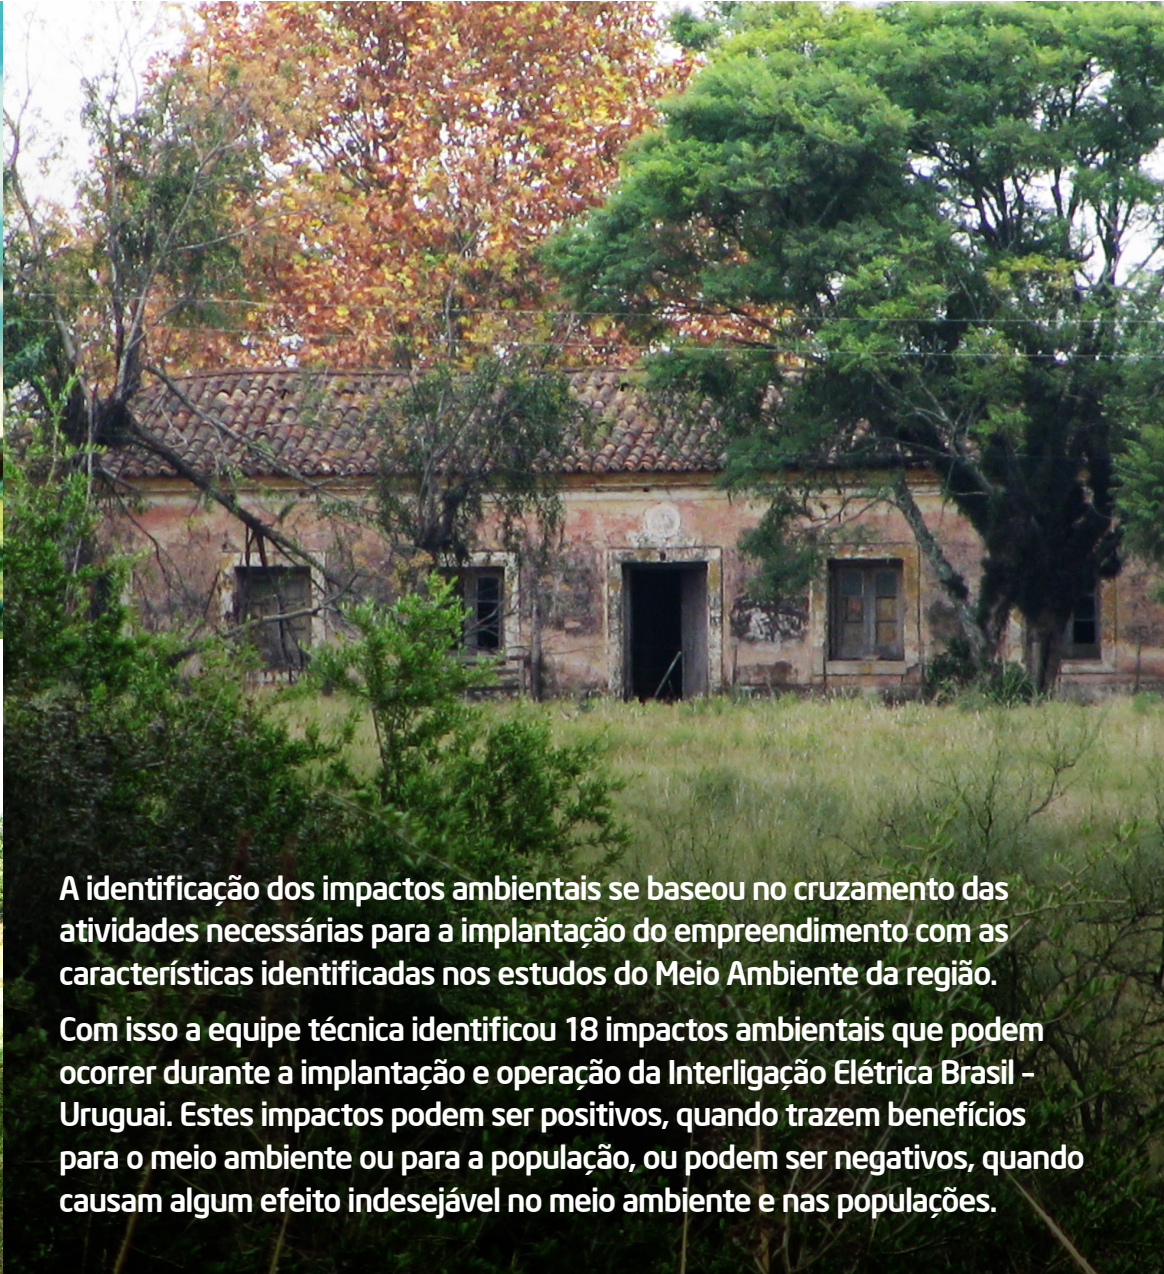 A identificação dos impactos ambientais se baseou no cruzamento das
atividades necessárias para a implantação do empreendimento com as
características identificadas nos estudos do Meio Ambiente da região.
Com isso a equipe técnica identificou 18 impactos ambientais que podem
ocorrer durante a implantação e operação da Interligação Elétrica Brasil –
Uruguai. Estes impactos podem ser positivos, quando trazem benefícios
para o meio ambiente ou para a população, ou podem ser negativos, quando
causam algum efeito indesejável no meio ambiente e nas populações.